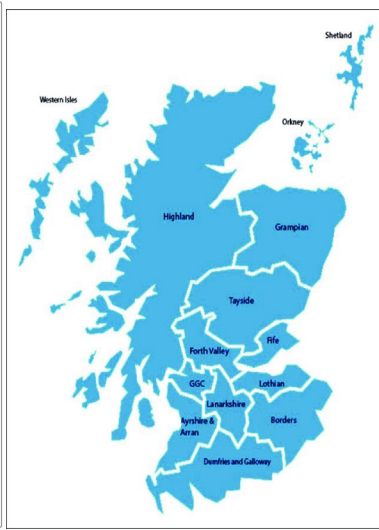 Shetland
Western Isles
Orkney
Highland
Grampian
Tayside
Fife
Forth Valley
GGC
Lothian
Lanarkshire
Ayrshire &
Arran
Borders
Dumfries and Galloway